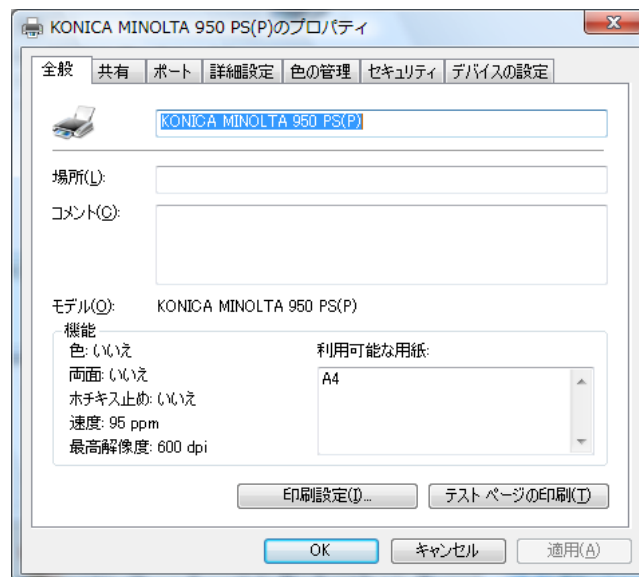 KONICA MINOLTA 950 PS(P)のプロパティ
全般 共有 ポート 詳細設定 色の管理 セキュリティ デバイスの設定
KONICA MINOLTA 950 PS(P)
場所(L):
コメント(C):
モデル(O): KONICA MINOLTA 950 PS(P)
機能
色: いいえ
両面: いいえ
ホチキス止め: いいえ
速度: 95 ppm
最高解像度: 600 dpi
利用可能な用紙:
A4
印刷設定(I)... テスト ページの印刷(T)
OK キャンセル 適用(A)